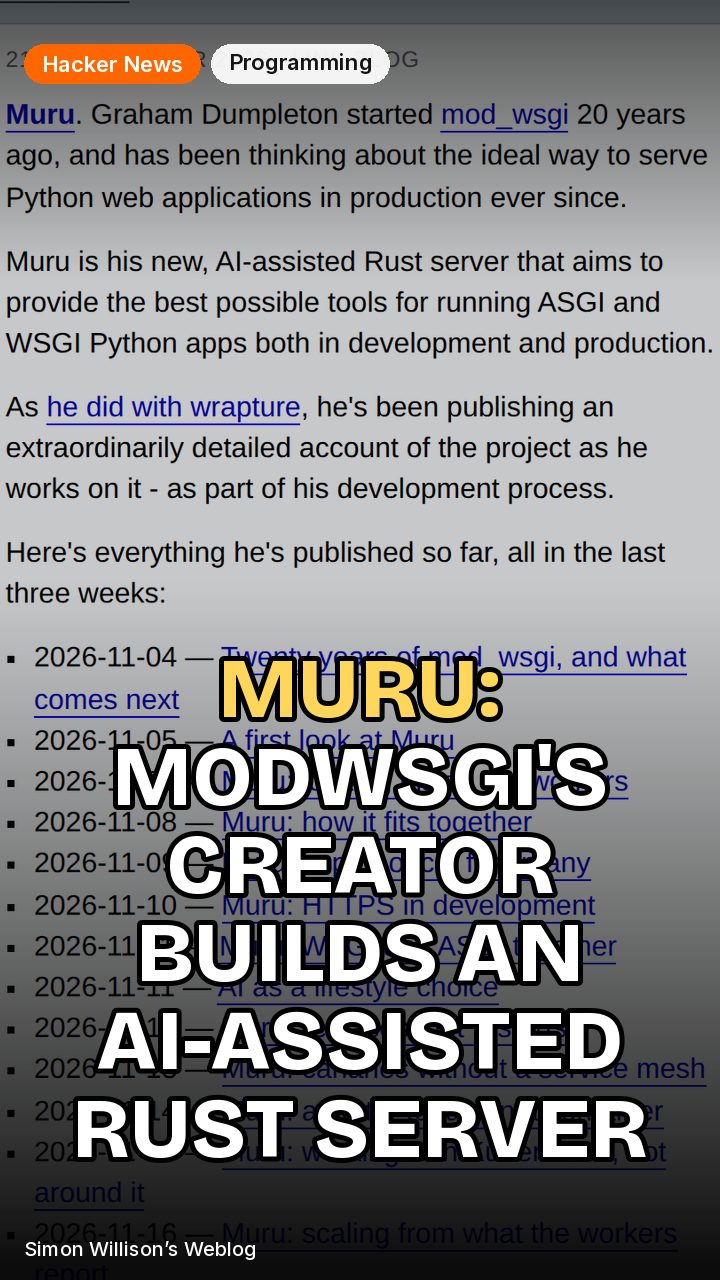 Hacker News
Programming
Muru. Graham Dumpleton started mod_wsgi 20 years
ago, and has been thinking about the ideal way to serve
Python web applications in production ever since.
Muru is his new, AI-assisted Rust server that aims to
provide the best possible tools for running ASGI and
WSGI Python apps both in development and production.
As he did with wrapture, he's been publishing an
extraordinarily detailed account of the project as he
works on it - as part of his development process.
Here's everything he's published so far, all in the last
three weeks:
2026-11-04 — Twenty years of mod_wsgi, and what
comes next
2026-11-05 — A first look at Muru
2026-11-08 — Muru: how it fits together
2026-11-10 — Muru: HTTPS in development
AI as a lifestyle choice
Muru: canaries without a service mesh
around it
2026-11-16 — Muru: scaling from what the workers
report
MURU:
MODWSGI'S
CREATOR
BUILDS AN
AI-ASSISTED
RUST SERVER
Simon Willison's Weblog